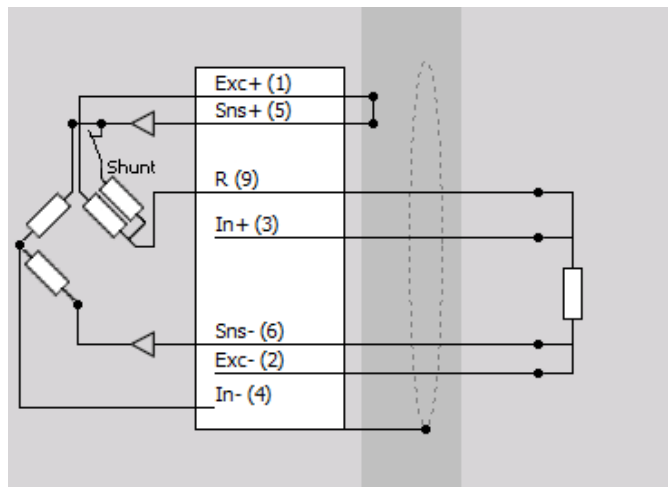 Exc+ (1)
Sns+ (5)
Shunt
R (9)
In+ (3)
Sns- (6)
Exc- (2)
In- (4)